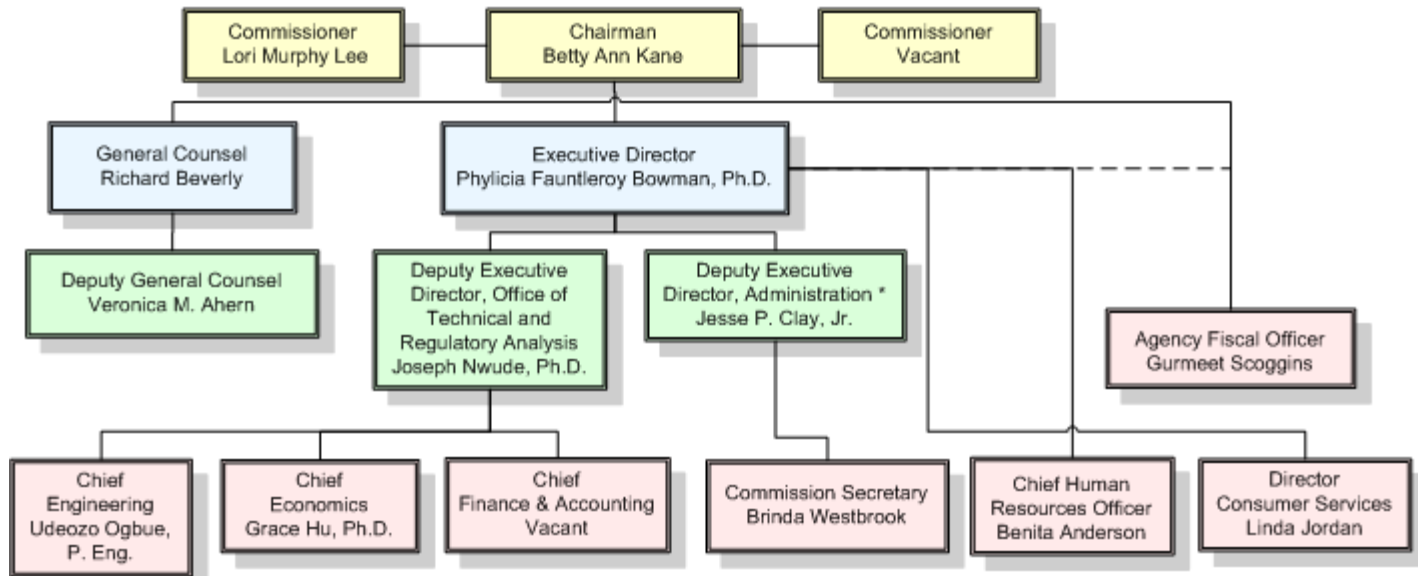 Commissioner
Lori Murphy Lee
Chairman
Betty Ann Kane
Commissioner
Vacant
General Counsel
Richard Beverly
Executive Director
Phylicia Fauntleroy Bowman, Ph.D.
Deputy General Counsel
Veronica M. Ahern
Deputy Executive
Director, Office of
Technical and
Regulatory Analysis
Joseph Nwude, Ph.D.
Deputy Executive
Director, Administration *
Jesse P. Clay, Jr.
Agency Fiscal Officer
Gurmeet Scoggins
Chief
Engineering
Udeozo Ogbue,
P. Eng.
Chief
Economics
Grace Hu, Ph.D.
Chief
Finance & Accounting
Vacant
Commission Secretary
Brinda Westbrook
Chief Human
Resources Officer
Benita Anderson
Director
Consumer Services
Linda Jordan